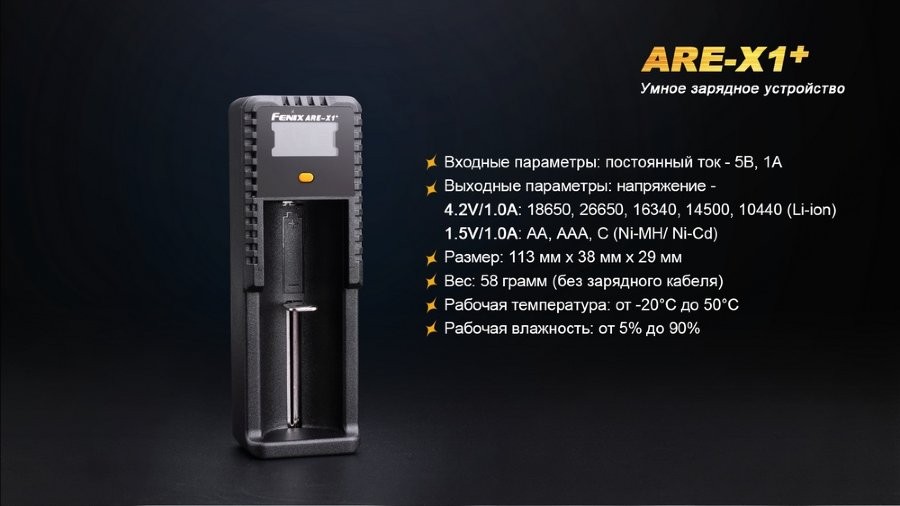 ARE-X1+
Умное зарядное устройство
FENIX ARE-X1+
Входные параметры: постоянный ток - 5В, 1А
Выходные параметры: напряжение -
4.2V/1.0A: 18650, 26650, 16340, 14500, 10440 (Li-ion)
1.5V/1.0A: AA, AAA, C (Ni-MH/ Ni-Cd)
Размер: 113 мм x 38 мм x 29 мм
Вес: 58 грамм (без зарядного кабеля)
Рабочая температура: от -20°C до 50°C
Рабочая влажность: от 5% до 90%